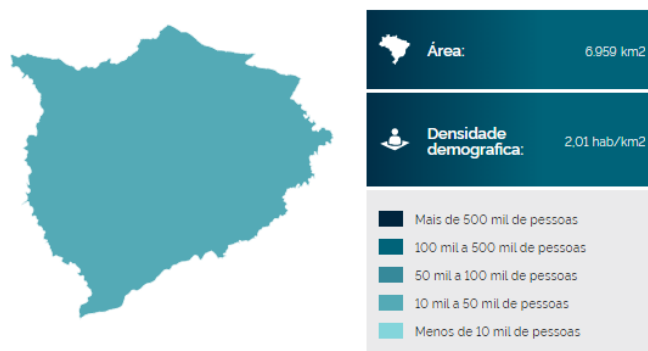 Área: 6.959 km2
Densidade
demografica: 2,01 hab/km2
Mais de 500 mil de pessoas
100 mil a 500 mil de pessoas
50 mil a 100 mil de pessoas
10 mil a 50 mil de pessoas
Menos de 10 mil de pessoas